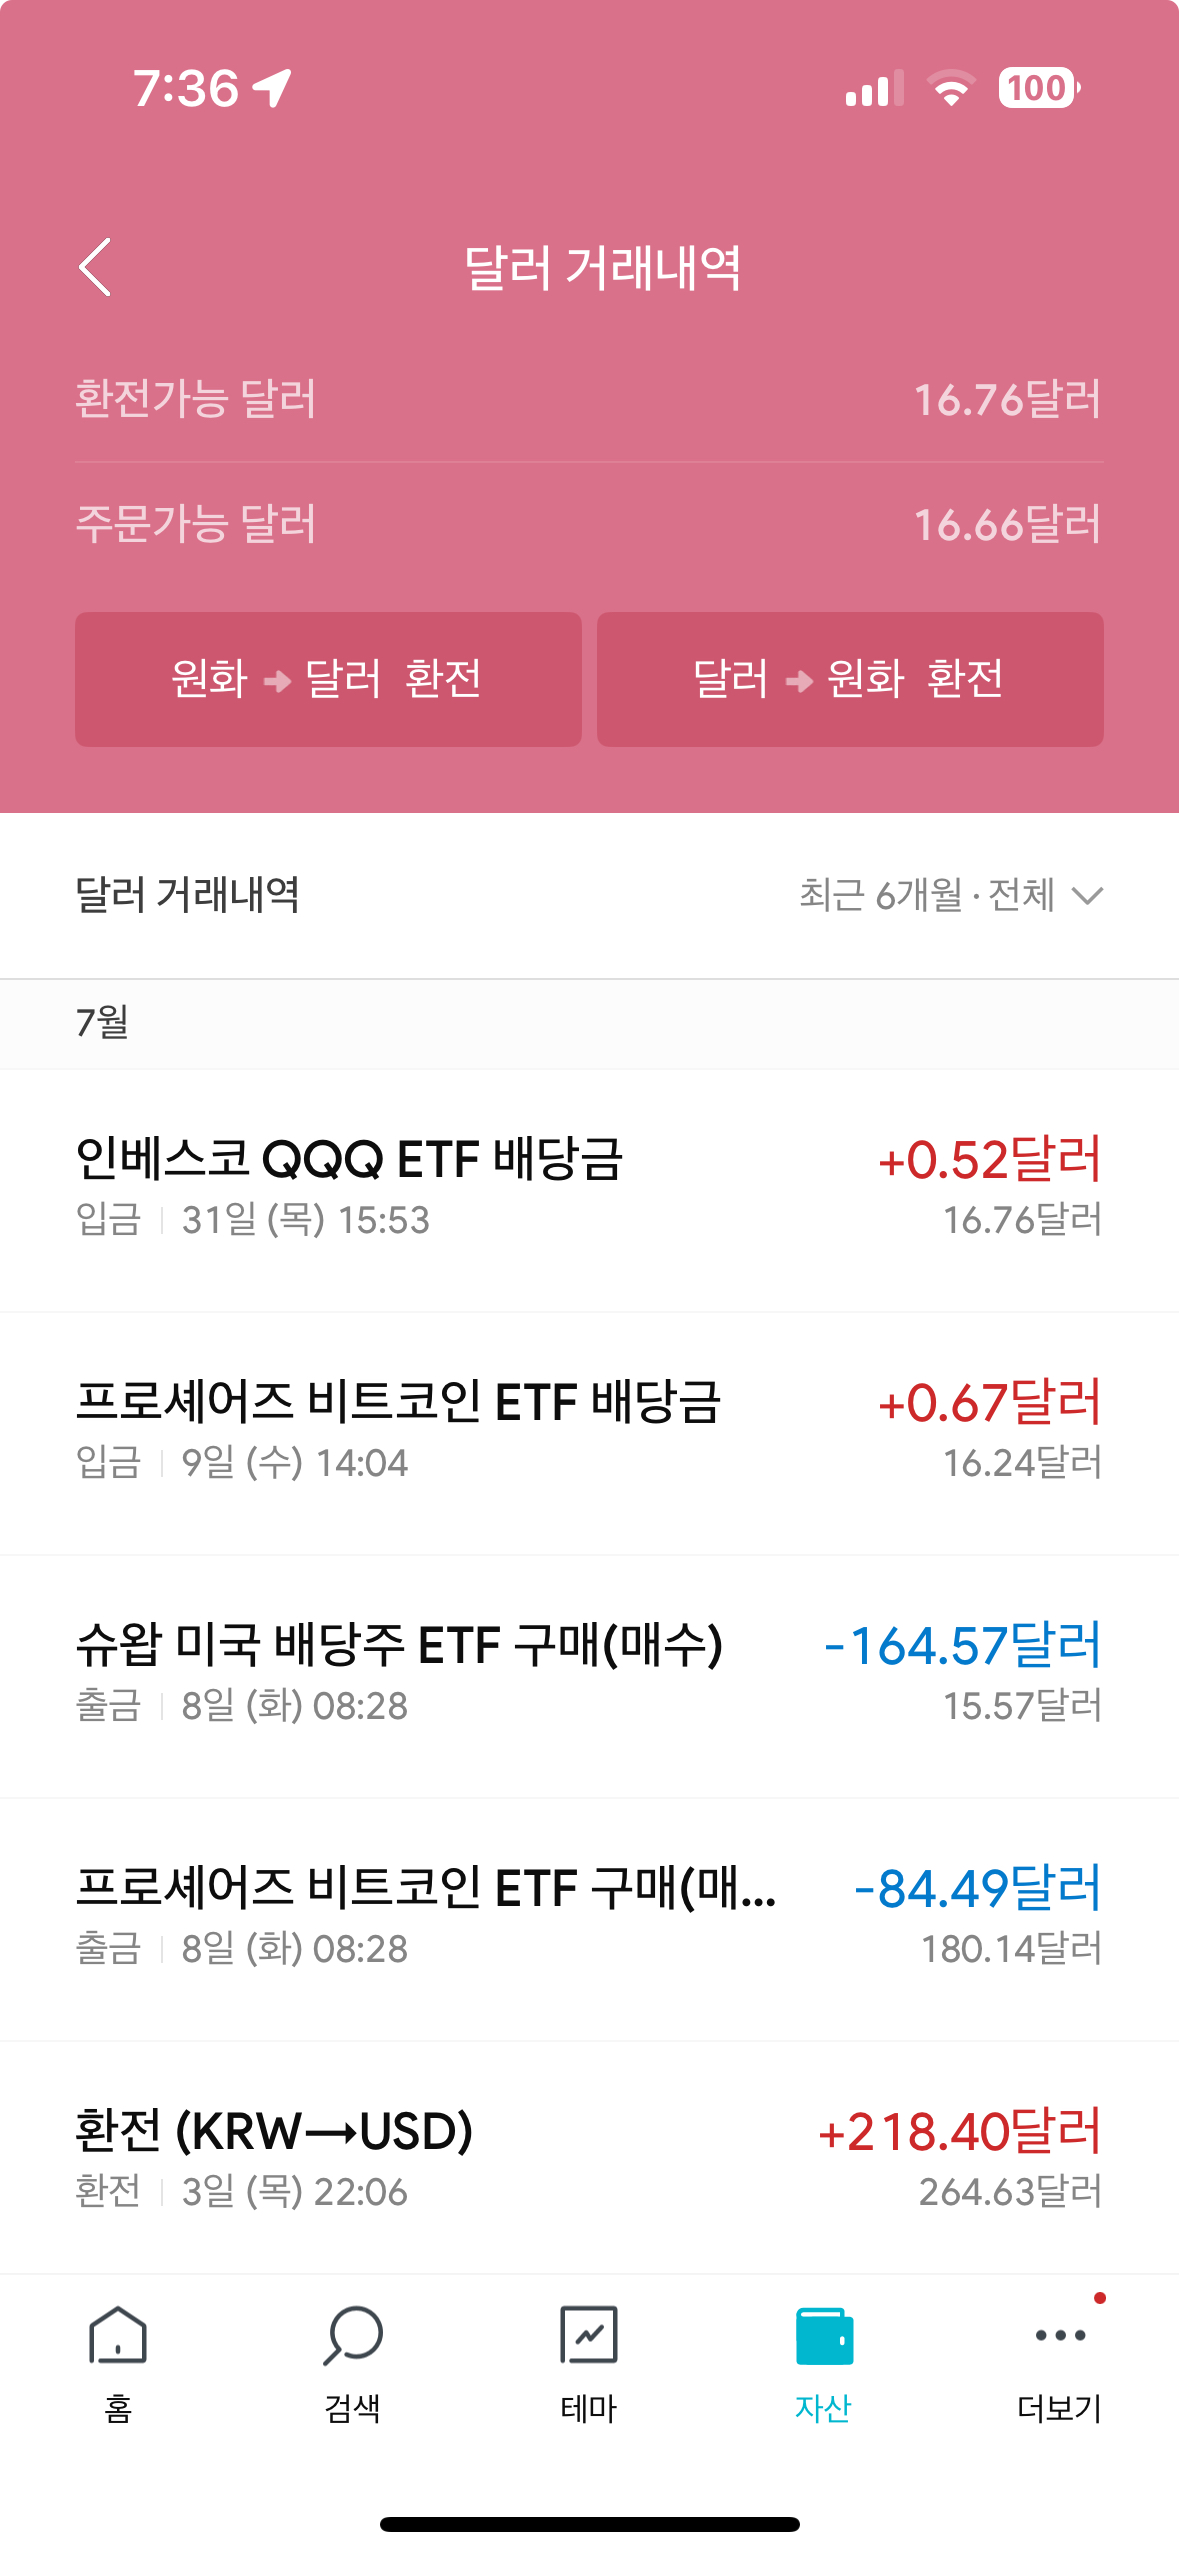 7:36
100
달러 거래내역
환전가능 달러 16.76달러
주문가능 달러 16.66달러
원화 → 달러 환전
달러 → 원화 환전
달러 거래내역 최근 6개월 · 전체
7월
인베스코 QQQ ETF 배당금 +0.52달러
입금 | 31일 (목) 15:53 16.76달러
프로셰어즈 비트코인 ETF 배당금 +0.67달러
입금 | 9일 (수) 14:04 16.24달러
슈왑 미국 배당주 ETF 구매(매수) -164.57달러
출금 | 8일 (화) 08:28 15.57달러
프로셰어즈 비트코인 ETF 구매(매... -84.49달러
출금 | 8일 (화) 08:28 180.14달러
환전 (KRW→USD) +218.40달러
환전 | 3일 (목) 22:06 264.63달러
홈 검색 테마 자산 더보기